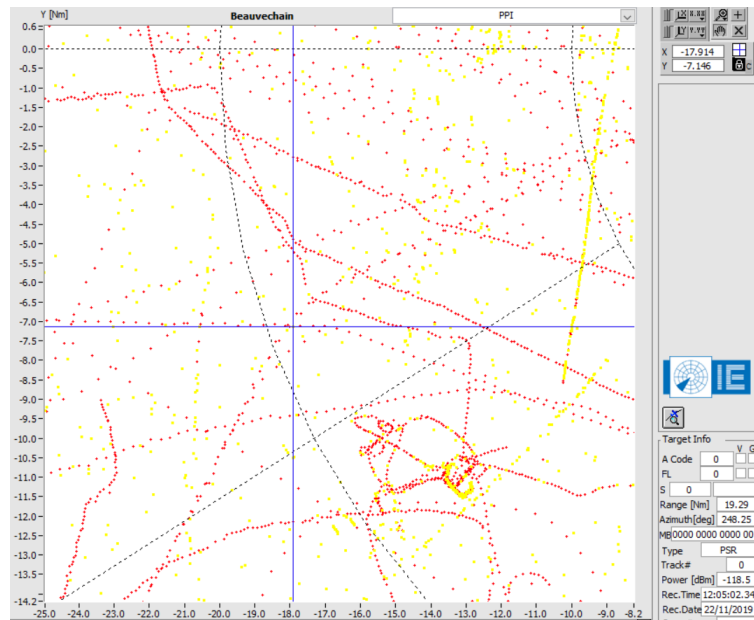 Y [Nm]
Beauvechain
PPI
0.6
0.0
-0.5
-1.0
-1.5
-2.0
-2.5
-3.0
-3.5
-4.0
-4.5
-5.0
-5.5
-6.0
-6.5
-7.0
-7.5
-8.0
-8.5
-9.0
-9.5
-10.0
-10.5
-11.0
-11.5
-12.0
-12.5
-13.0
-13.5
-14.2
-25.0 -24.0 -23.0 -22.0 -21.0 -20.0 -19.0 -18.0 -17.0 -16.0 -15.0 -14.0 -13.0 -12.0 -11.0 -10.0 -9.0 -8.2
X -17.914
Y -7.146
C
IE
Target Info
V G
A Code 0
FL 0
S 0
Range [Nm] 19.29
Azimuth[deg] 248.25
MB 0000 0000 0000 00
Type PSR
Track# 0
Power [dBm] -118.5
Rec.Time 12:05:02.34
Rec.Date 22/11/2019